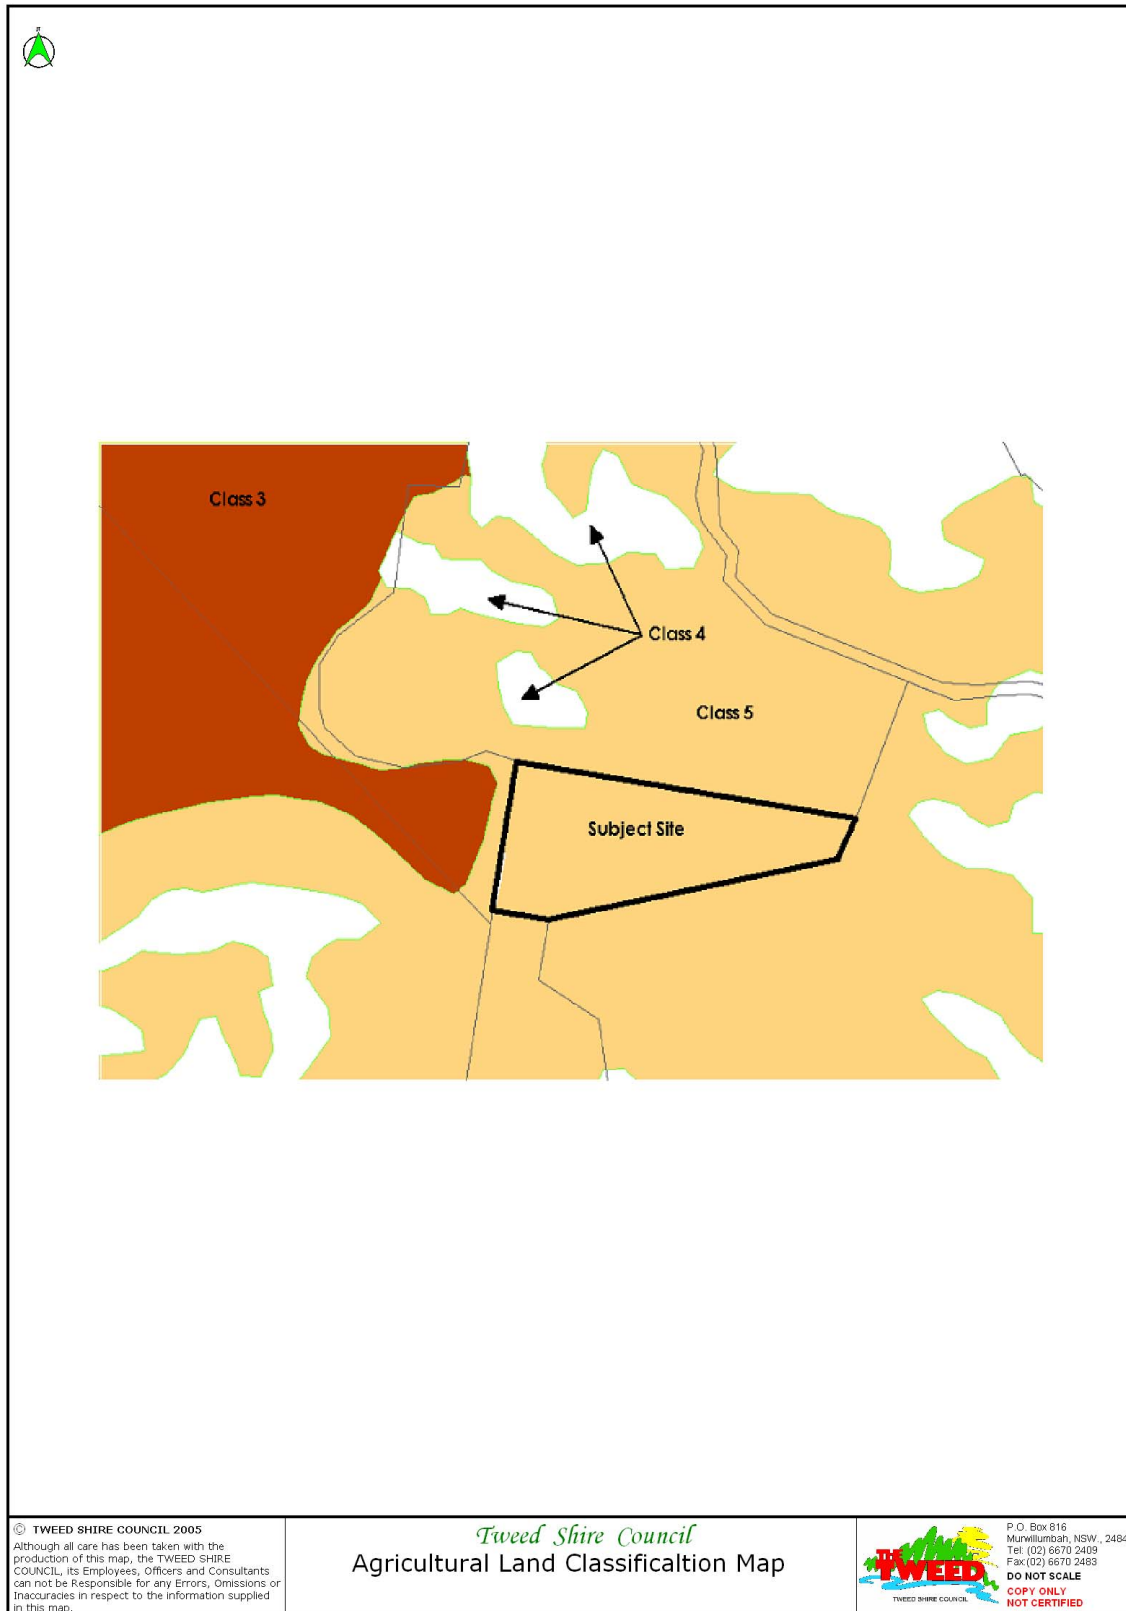 Class 3
Class 4
Class 5
Subject Site
© TWEED SHIRE COUNCIL 2005
Although all care has been taken with the
production of this map, the TWEED SHIRE
COUNCIL, its Employees, Officers and Consultants
can not be Responsible for any Errors, Omissions or
Inaccuracies in respect to the information supplied
in this map.
Tweed Shire Council
Agricultural Land Classificaltion Map
THE
TWEED
TWEED SHIRE COUNCIL
P.O. Box 816
Murwillumbah, NSW., 2484
Tel: (02) 6670 2409
Fax:(02) 6670 2483
DO NOT SCALE
COPY ONLY
NOT CERTIFIED